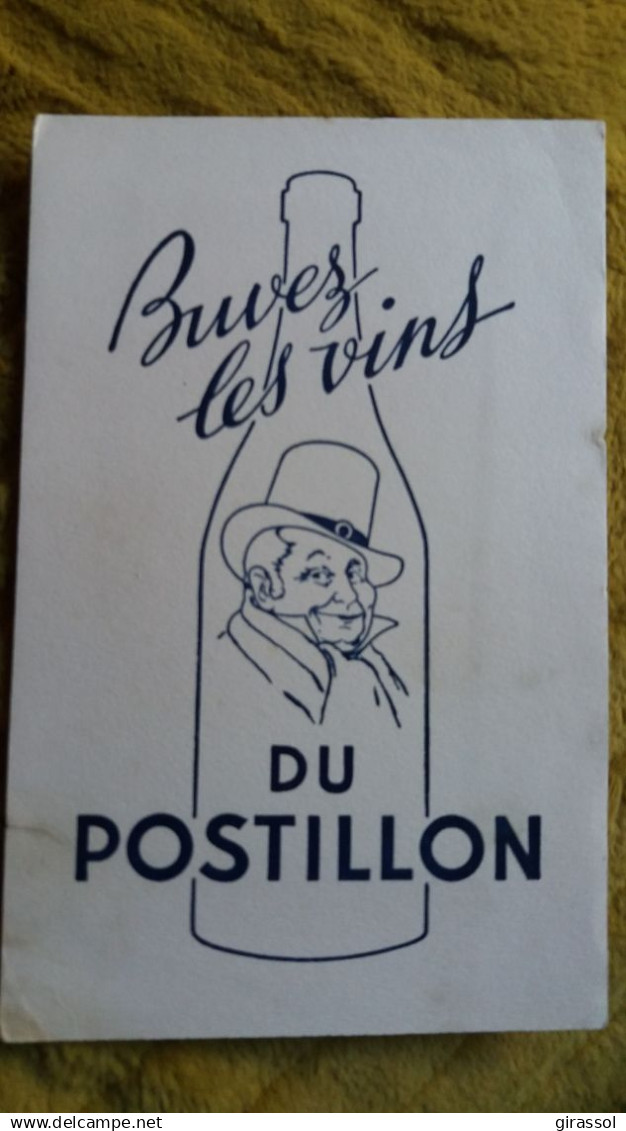 Buvez
les vins
DU
POSTILLON
www.delcampe.net
girassol